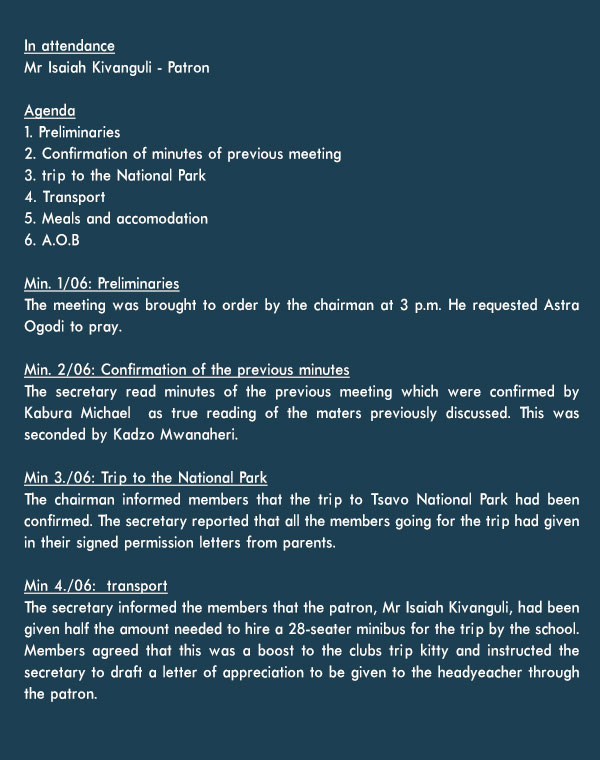 In attendance
Mr Isaiah Kivanguli - Patron
Agenda
1. Preliminaries
2. Confirmation of minutes of previous meeting
3. trip to the National Park
4. Transport
5. Meals and accomodation
6. A.O.B
Min. 1/06: Preliminaries
The meeting was brought to order by the chairman at 3 p.m. He requested Astra
Ogodi to pray.
Min. 2/06: Confirmation of the previous minutes
The secretary read minutes of the previous meeting which were confirmed by
Kabura Michael as true reading of the maters previously discussed. This was
seconded by Kadzo Mwanaheri.
Min 3./06: Trip to the National Park
The chairman informed members that the trip to Tsavo National Park had been
confirmed. The secretary reported that all the members going for the trip had given
in their signed permission letters from parents.
Min 4./06: transport
The secretary informed the members that the patron, Mr Isaiah Kivanguli, had been
given half the amount needed to hire a 28-seater minibus for the trip by the school.
Members agreed that this was a boost to the clubs trip kitty and instructed the
secretary to draft a letter of appreciation to be given to the headyeacher through
the patron.